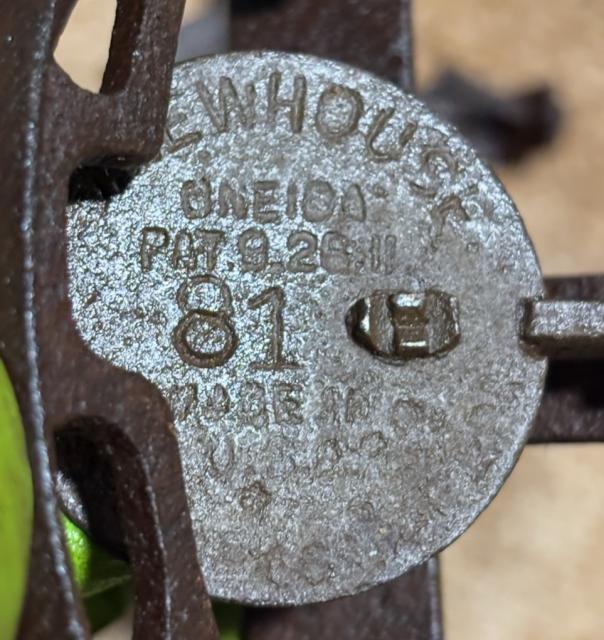 EWHOUSE
ONEIDA
PAT.9.26.11
81
MADE IN
U.S.A.